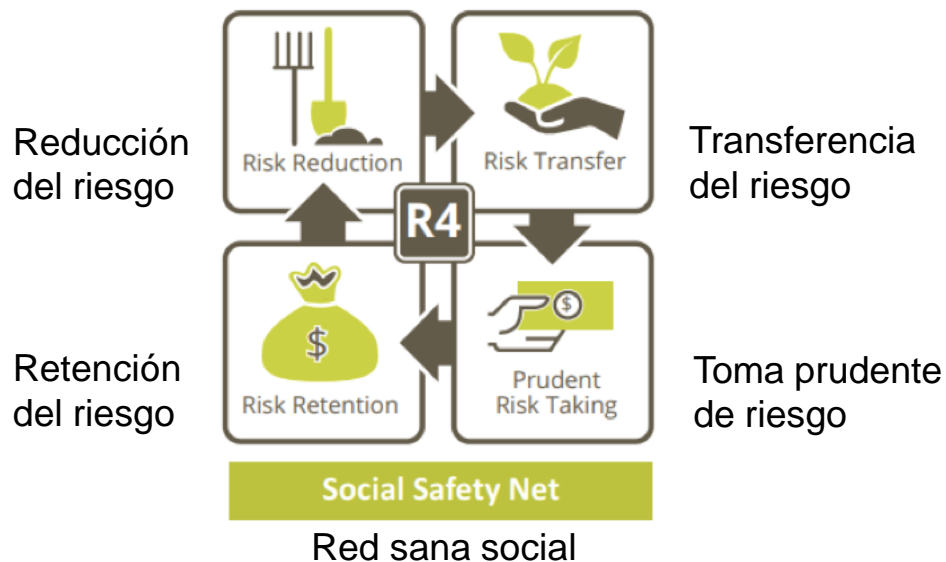 Reducción
del riesgo
Risk Reduction
Risk Transfer
Transferencia
del riesgo
R4
Retención
del riesgo
$
Risk Retention
$
Prudent
Risk Taking
Toma prudente
de riesgo
Social Safety Net
Red sana social